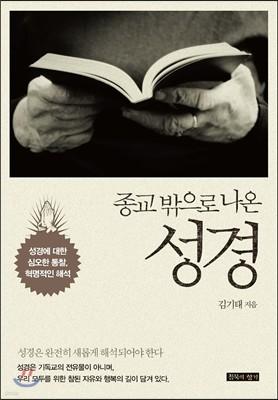 종교 밖으로 나온
성경
김기태 지음
성경에 대한
심오한 통찰,
혁명적인 해석
성경은 완전히 새롭게 해석되어야 한다
성경은 기독교의 전유물이 아니며,
우리 모두를 위한 참된 자유와 행복의 길이 담겨 있다.
침묵의 향기